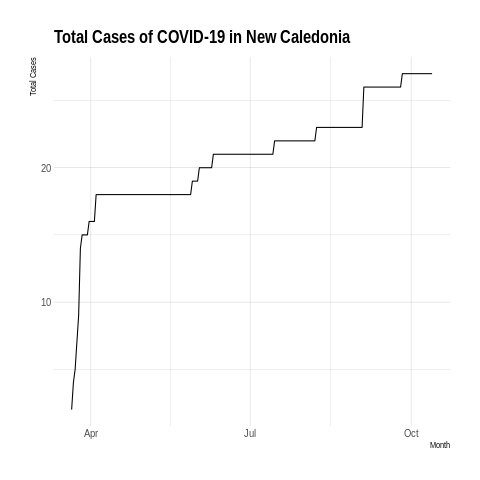 Total Cases of COVID-19 in New Caledonia
Total Cases
20
10
Apr Jul Oct
Month